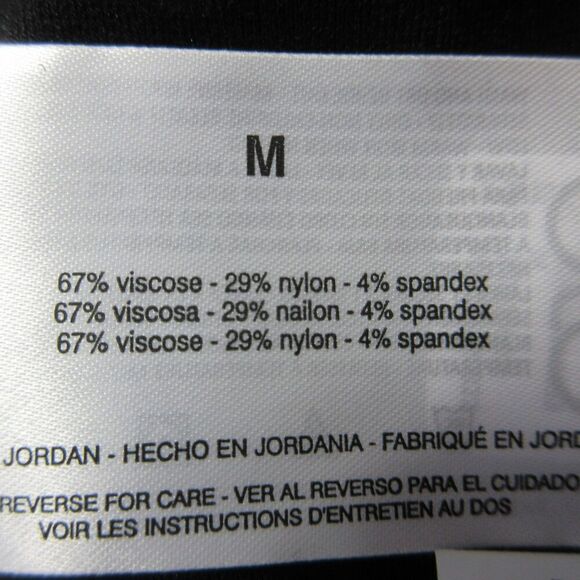 M
67% viscose - 29% nylon - 4% spandex
67% viscosa - 29% nailon - 4% spandex
67% viscose - 29% nylon - 4% spandex
JORDAN - HECHO EN JORDANIA - FABRIQUÉ EN JORD
REVERSE FOR CARE - VER AL REVERSO PARA EL CUIDADO
VOIR LES INSTRUCTIONS D'ENTRETIEN AU DOS